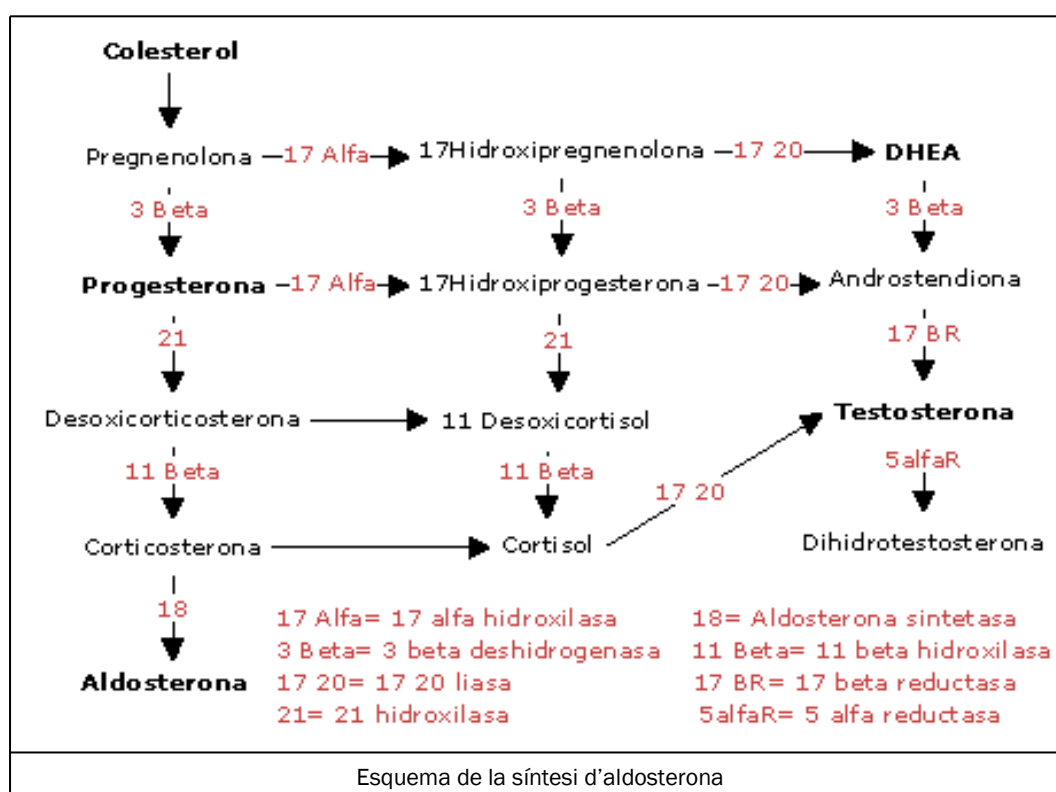 Colesterol
Pregnenolona 17 Alfa 17Hidroxipregnenolona 17 20 DHEA
3 Beta 3 Beta 3 Beta
Progesterona 17 Alfa 17Hidroxiprogesterona 17 20 Androstendiona
21 21 17 BR
Desoxicorticosterona 11 Desoxicortisol Testosterona
11 Beta 11 Beta 5alfaR
17 20
Corticosterona Cortisol Dihidrotestosterona
18
17 Alfa= 17 alfa hidroxilasa 18= Aldosterona sintetasa
3 Beta= 3 beta deshidrogenasa 11 Beta= 11 beta hidroxilasa
Aldosterona 17 20= 17 20 liasa 17 BR= 17 beta reductasa
21= 21 hidroxilasa 5alfaR= 5 alfa reductasa
Esquema de la síntesi d’aldosterona